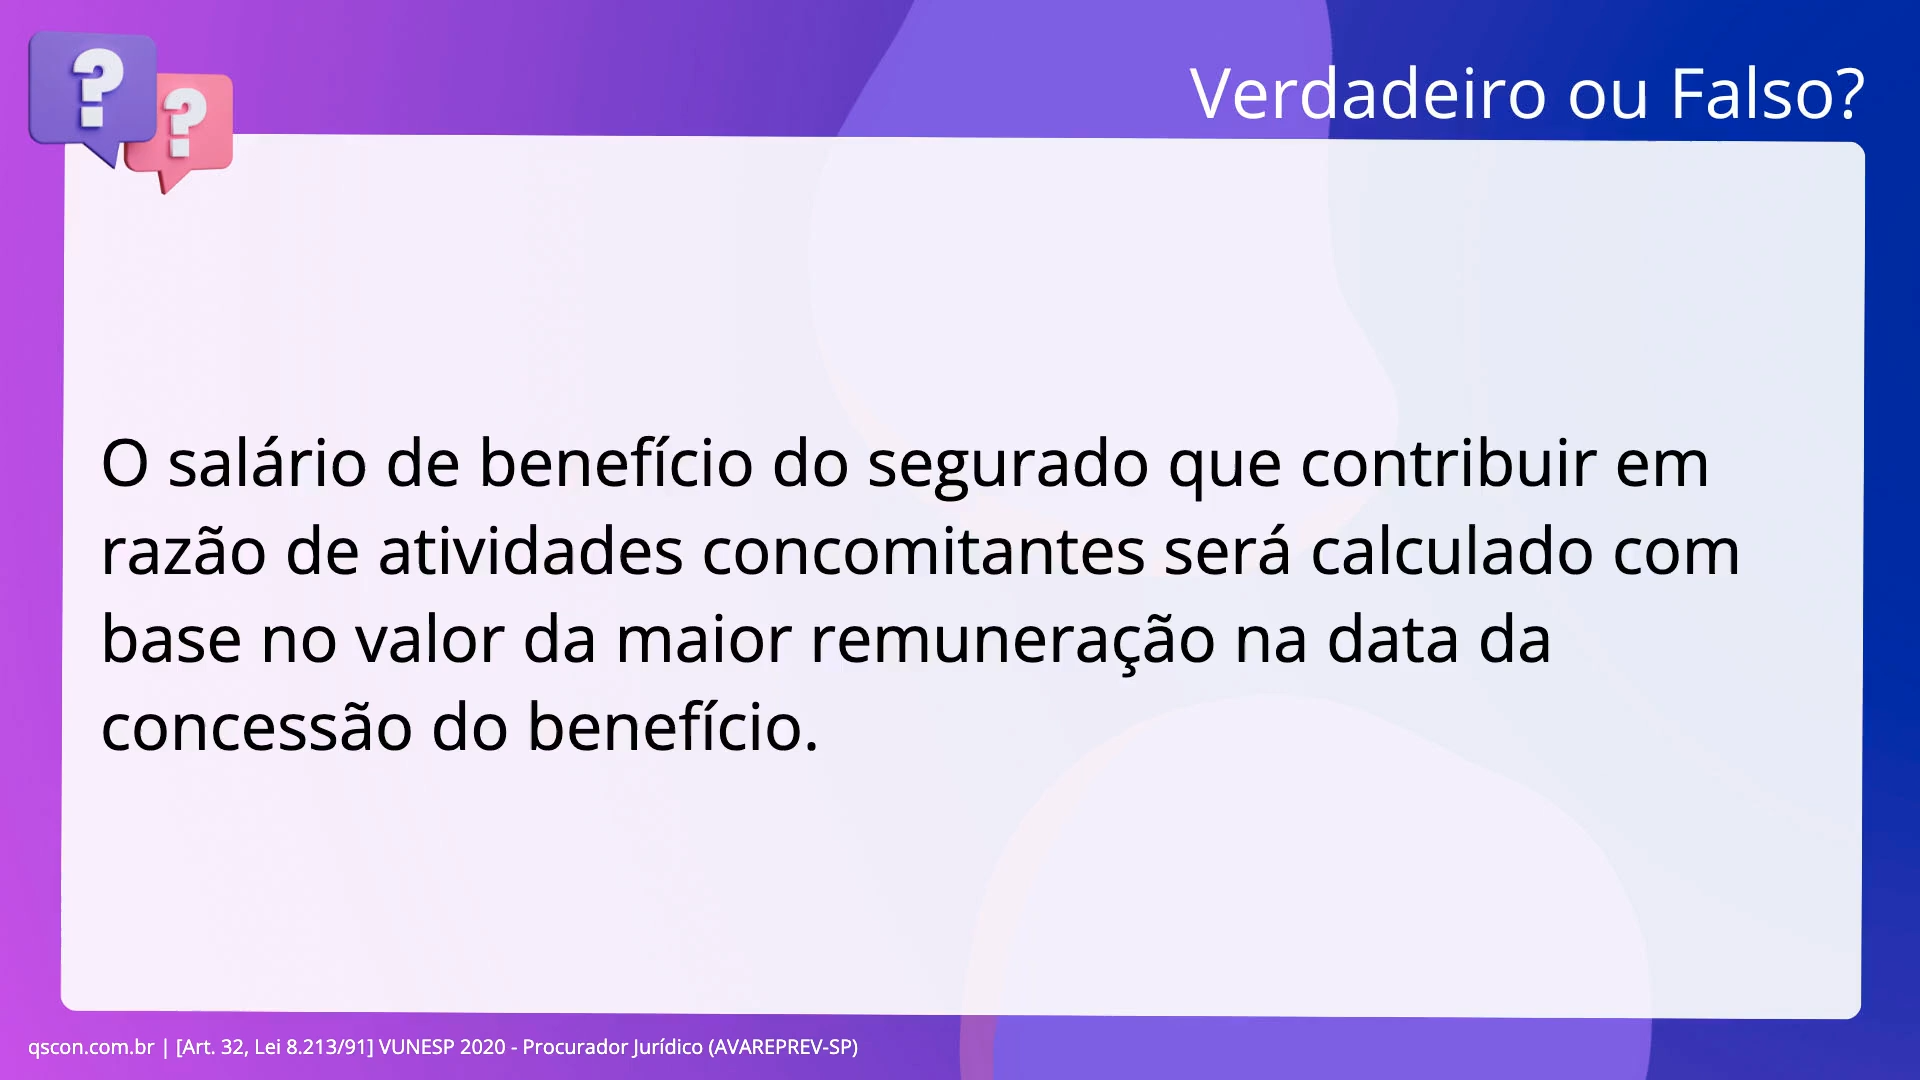 Verdadeiro ou Falso?
O salário de benefício do segurado que contribuir em
razão de atividades concomitantes será calculado com
base no valor da maior remuneração na data da
concessão do benefício.
qscon.com.br | [Art. 32, Lei 8.213/91] VUNESP 2020 - Procurador Jurídico (AVAREPREV-SP)